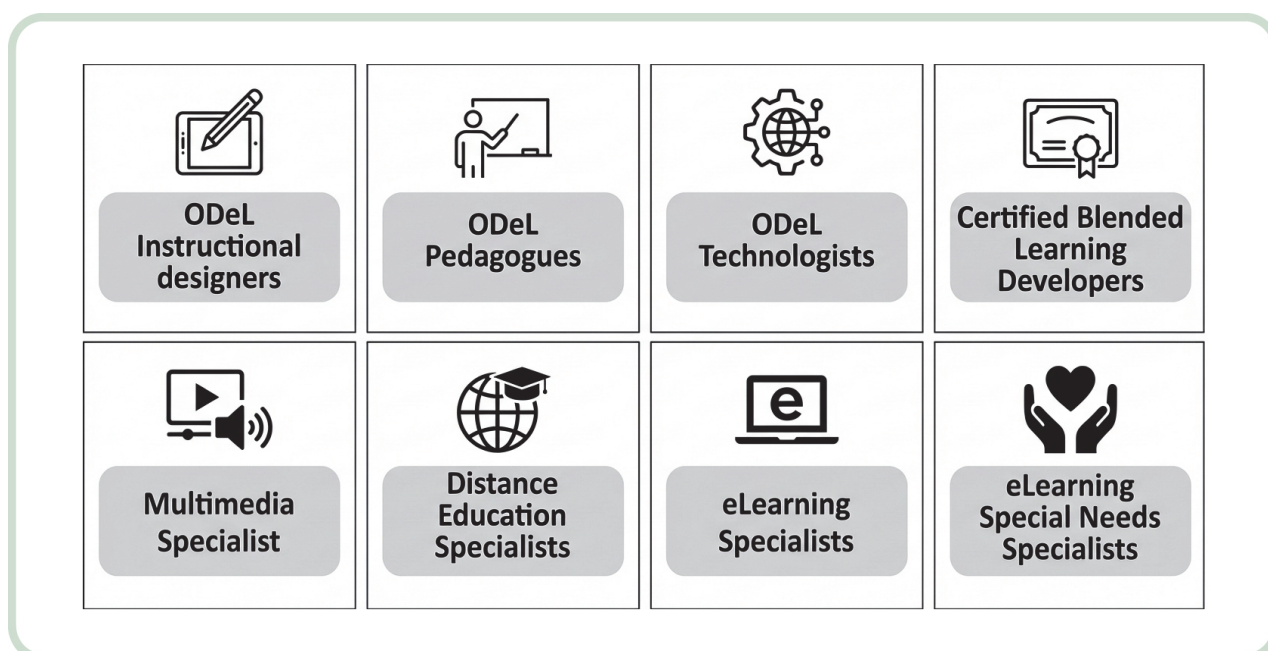 ODeL
Instructional
designers
ODeL
Pedagogues
ODeL
Technologists
Certified Blended
Learning
Developers
Multimedia
Specialist
Distance
Education
Specialists
e
eLearning
Specialists
eLearning
Special Needs
Specialists